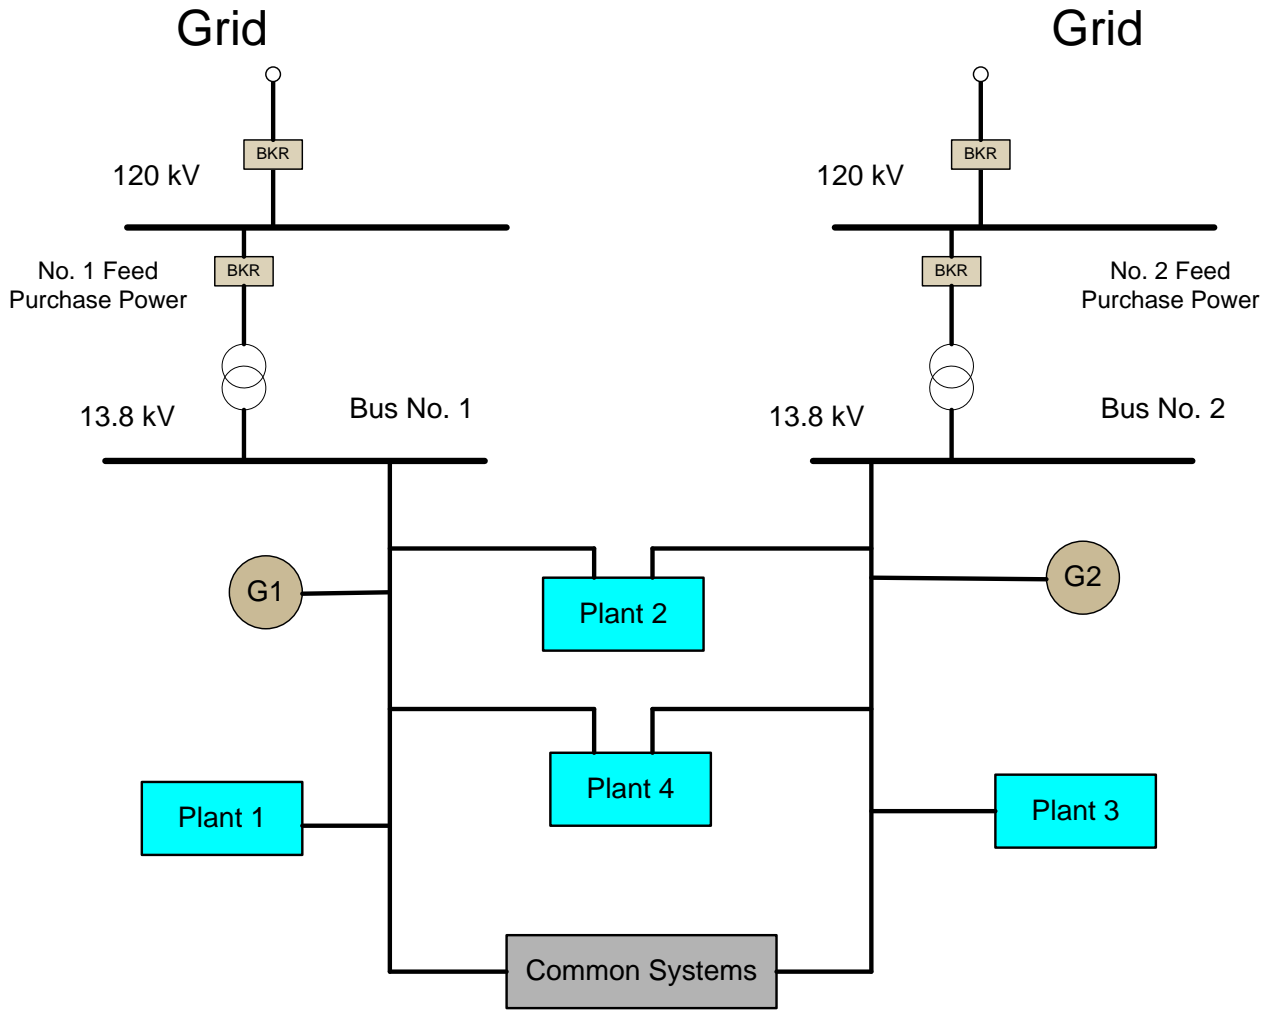 Grid
Grid
BKR
BKR
120 kV
120 kV
No. 1 Feed
Purchase Power
BKR
BKR
No. 2 Feed
Purchase Power
13.8 kV
Bus No. 1
13.8 kV
Bus No. 2
G1
Plant 2
G2
Plant 1
Plant 4
Plant 3
Common Systems